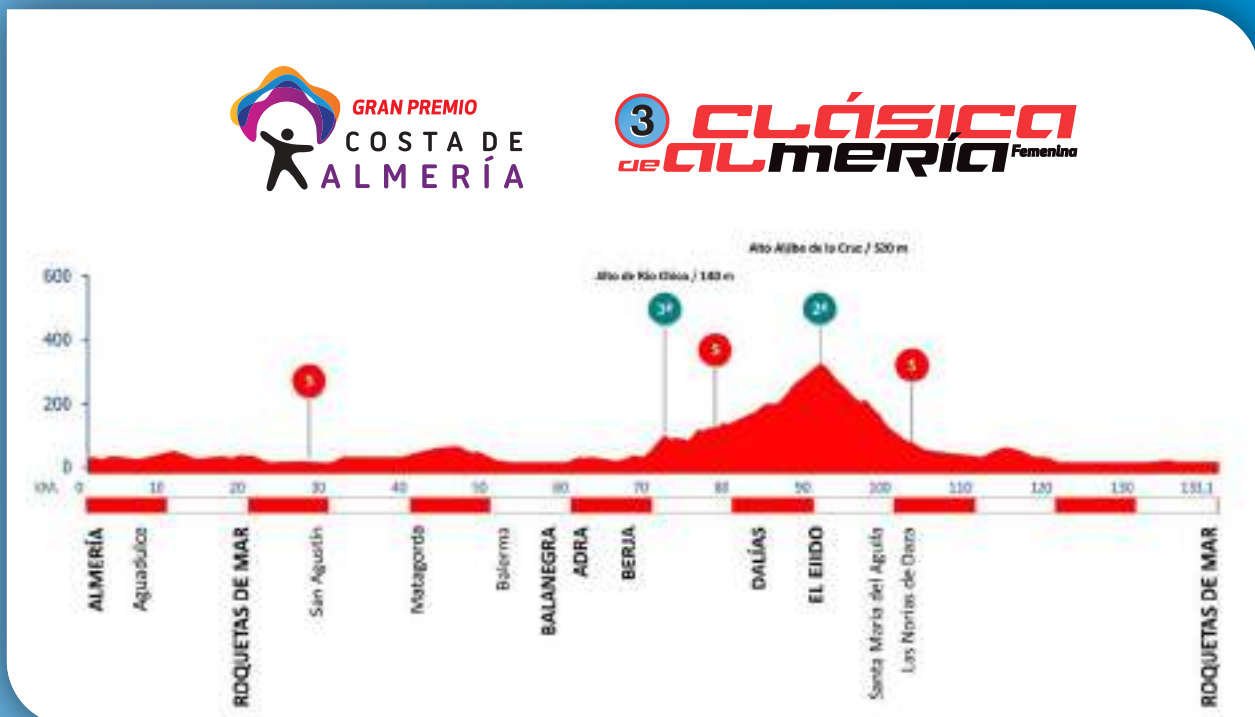 GRAN PREMIO
COSTA DE
ALMERÍA
3 CLÁSICA
de ALMERÍA Femenina
Alto Aljibe de la Cruz / 520 m
Alto de Río Chico / 140 m
600
400
200
0
3ª
2ª
S
S
S
KM. 0 10 20 30 40 50 60 70 80 90 100 110 120 130 131,1
ALMERÍA
Aguadulce
ROQUETAS DE MAR
San Agustín
Matagorda
Balerma
BALANEGRA
ADRA
BERJA
DALÍAS
EL EJIDO
Santa María del Aguila
Las Norias de Daza
ROQUETAS DE MAR